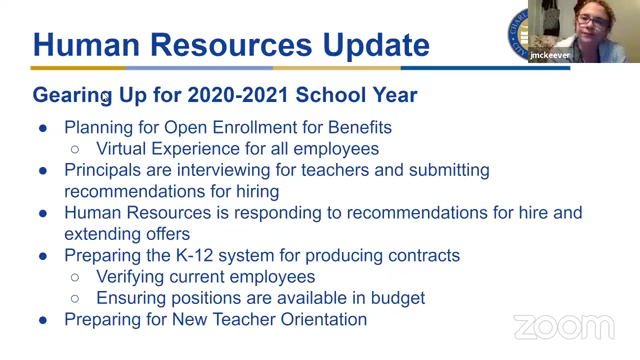 Human Resources Update
jmckeever
Gearing Up for 2020-2021 School Year
● Planning for Open Enrollment for Benefits
○ Virtual Experience for all employees
● Principals are interviewing for teachers and submitting
recommendations for hiring
● Human Resources is responding to recommendations for hire and
extending offers
● Preparing the K-12 system for producing contracts
○ Verifying current employees
○ Ensuring positions are available in budget
● Preparing for New Teacher Orientation
zoom